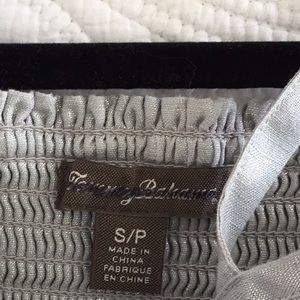 Tommy Bahama
S/P
MADE IN
CHINA
FABRIQUE
EN CHINE